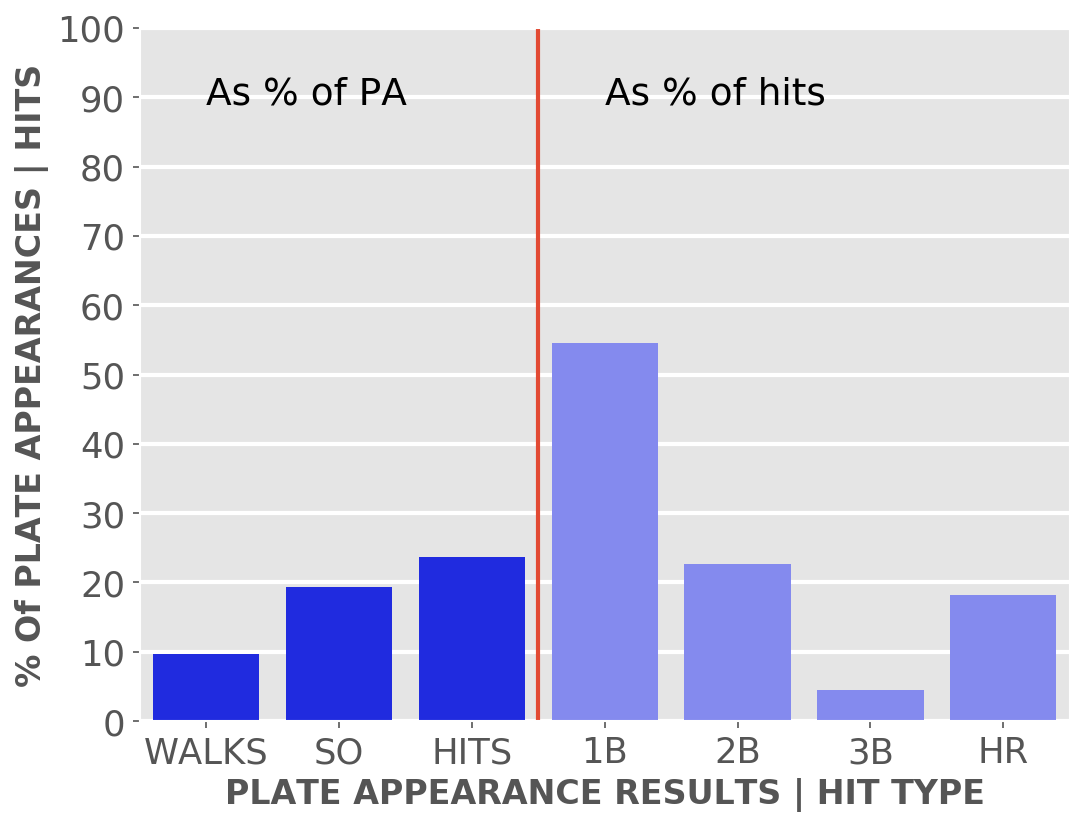 % Of PLATE APPEARANCES | HITS
100
90
80
70
60
50
40
30
20
10
0
As % of PA
As % of hits
WALKS SO HITS 1B 2B 3B HR
PLATE APPEARANCE RESULTS | HIT TYPE